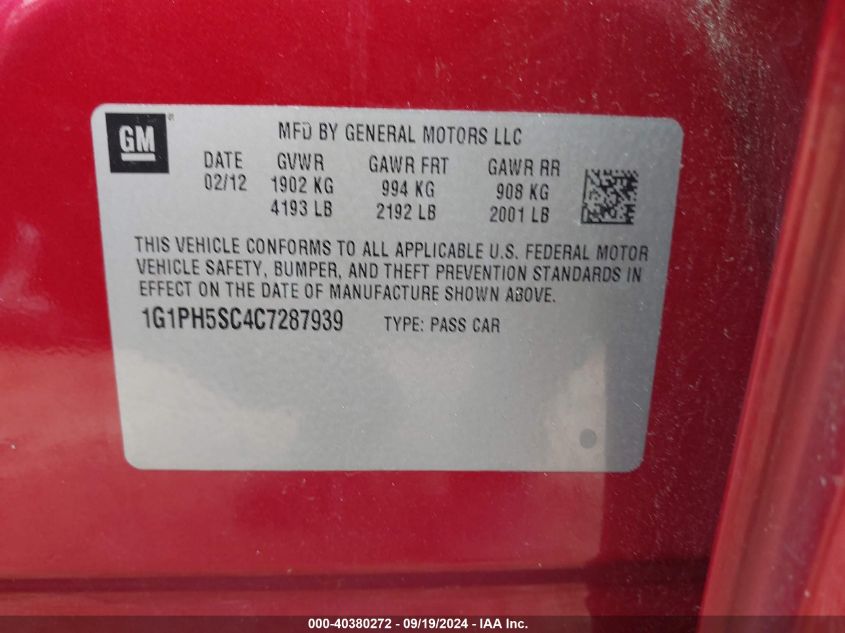 GM ®
MFD BY GENERAL MOTORS LLC
DATE GVWR GAWR FRT GAWR RR
02/12 1902 KG 994 KG 908 KG
4193 LB 2192 LB 2001 LB
THIS VEHICLE CONFORMS TO ALL APPLICABLE U.S. FEDERAL MOTOR
VEHICLE SAFETY, BUMPER, AND THEFT PREVENTION STANDARDS IN
EFFECT ON THE DATE OF MANUFACTURE SHOWN ABOVE.
1G1PH5SC4C7287939 TYPE: PASS CAR
000-40380272 - 09/19/2024 - IAA Inc.